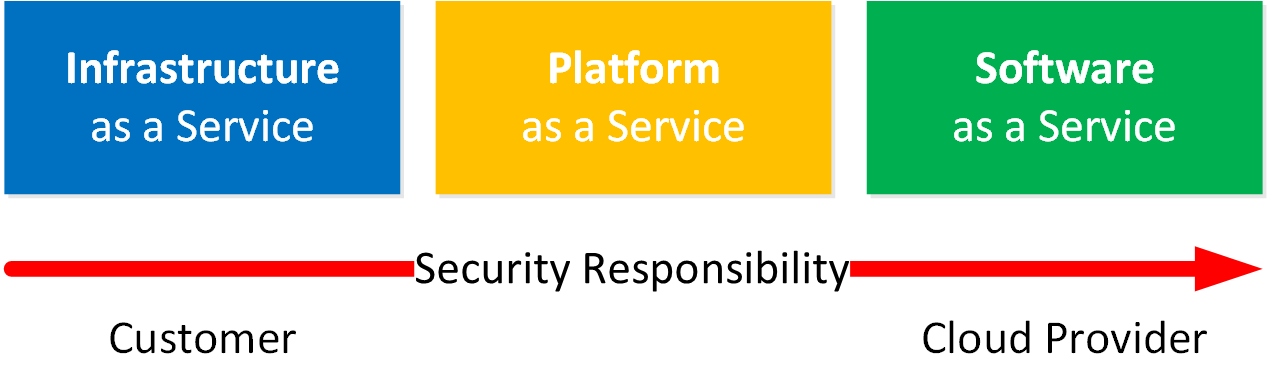 Infrastructure
as a Service
Platform
as a Service
Software
as a Service
Security Responsibility
Customer
Cloud Provider